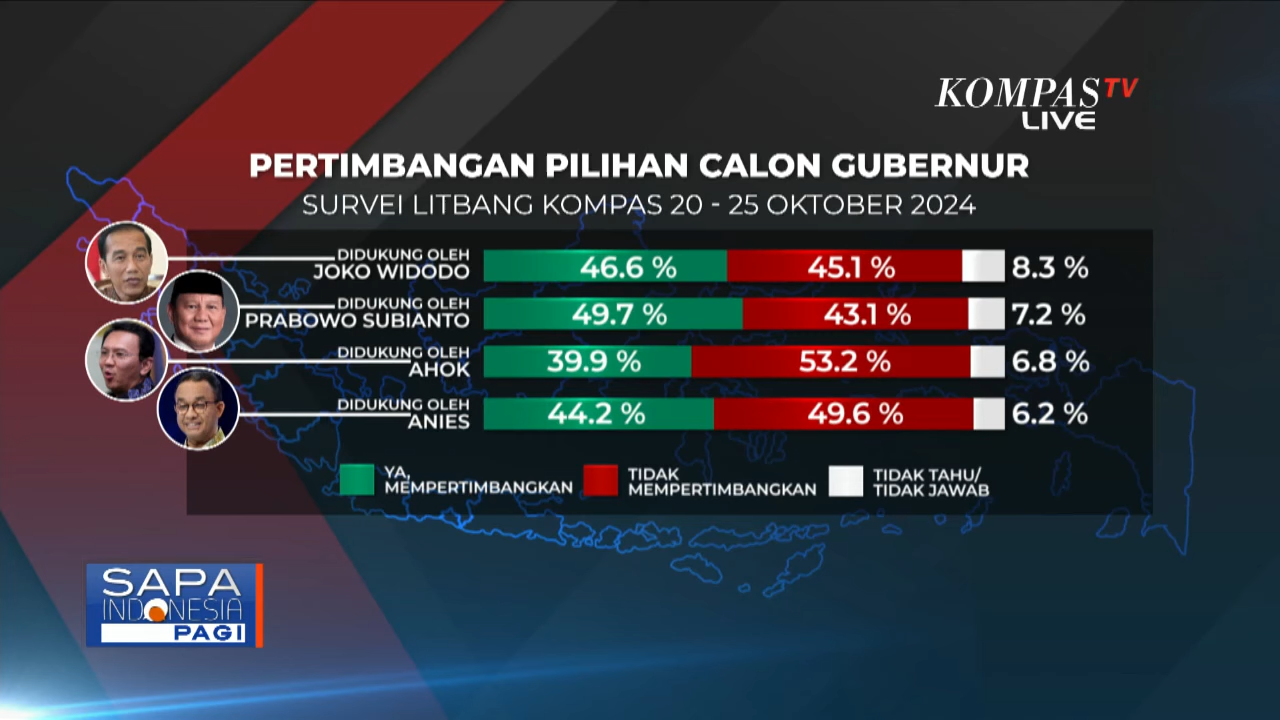 KOMPAS TV
LIVE
PERTIMBANGAN PILIHAN CALON GUBERNUR
SURVEI LITBANG KOMPAS 20 - 25 OKTOBER 2024
DIDUKUNG OLEH
JOKO WIDODO
46.6 %
45.1 %
8.3 %
DIDUKUNG OLEH
PRABOWO SUBIANTO
49.7 %
43.1 %
7.2 %
DIDUKUNG OLEH
AHOK
39.9 %
53.2 %
6.8 %
DIDUKUNG OLEH
ANIES
44.2 %
49.6 %
6.2 %
YA,
MEMPERTIMBANGKAN
TIDAK
MEMPERTIMBANGKAN
TIDAK TAHU/
TIDAK JAWAB
SAPA
INDONESIA
PAGI